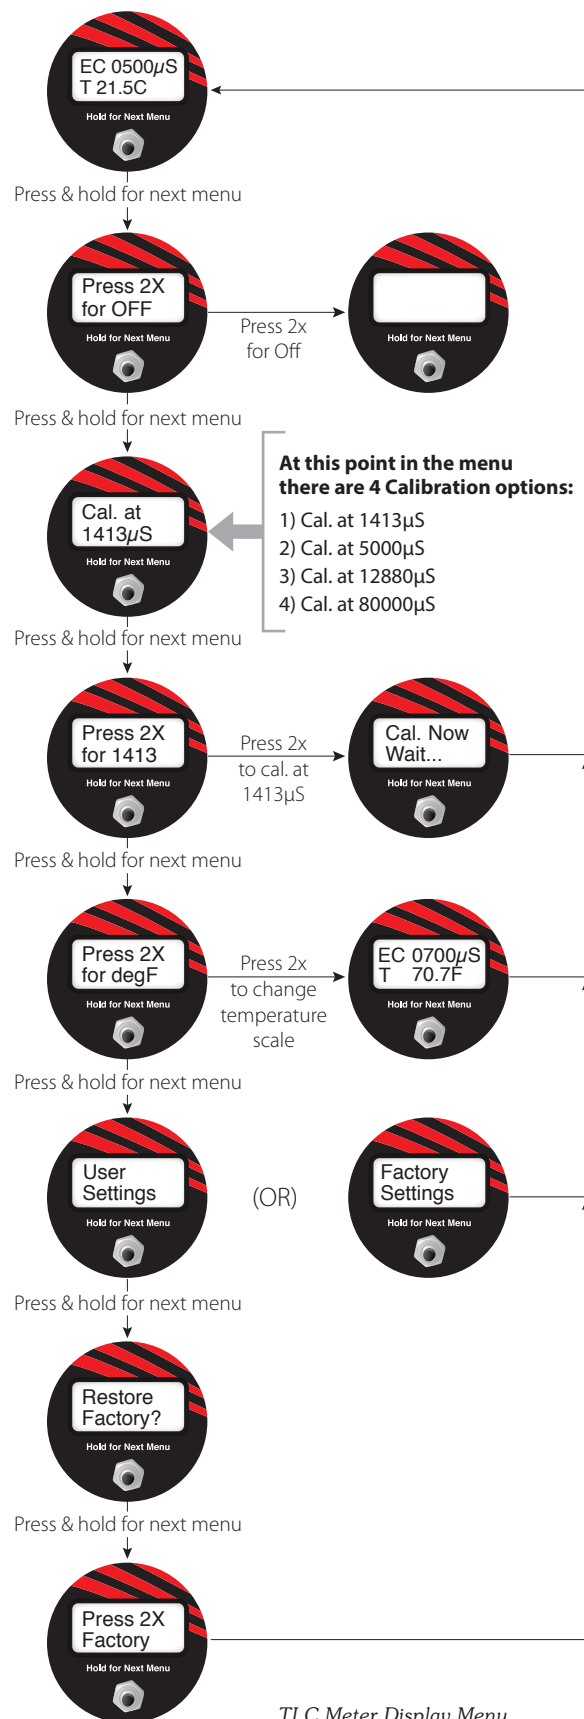 EC 0500µS
T 21.5C
Hold for Next Menu
Press & hold for next menu
Press 2X
for OFF
Hold for Next Menu
Press 2x
for Off
Hold for Next Menu
Press & hold for next menu
Cal. at
1413µS
Hold for Next Menu
At this point in the menu
there are 4 Calibration options:
1) Cal. at 1413µS
2) Cal. at 5000µS
3) Cal. at 12880µS
4) Cal. at 80000µS
Press & hold for next menu
Press 2X
for 1413
Hold for Next Menu
Press 2x
to cal. at
1413µS
Cal. Now
Wait...
Hold for Next Menu
Press & hold for next menu
Press 2X
for degF
Hold for Next Menu
Press 2x
to change
temperature
scale
EC 0700µS
T 70.7F
Hold for Next Menu
Press & hold for next menu
User
Settings
Hold for Next Menu
(OR)
Factory
Settings
Hold for Next Menu
Press & hold for next menu
Restore
Factory?
Hold for Next Menu
Press & hold for next menu
Press 2X
Factory
Hold for Next Menu
TLC Meter Display Menu